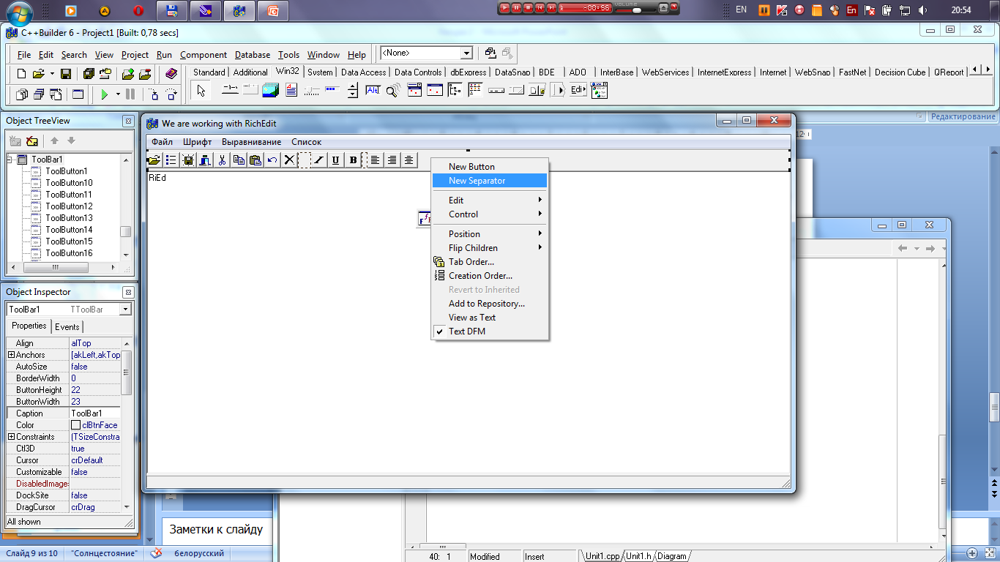 -00:56
VOLUME
EN
En
20:54
C++Builder 6 - Project1 [Built: 0,78 secs]
File Edit Search View Project Run Component Database Tools Window Help
<None>
Standard Additional Win32 System Data Access Data Controls dbExpress DataSnap BDE ADO InterBase WebServices InternetExpress Internet WebSnap FastNet Decision Cube QReport
Редактирование
12
Object TreeView
ToolBar1
ToolButton1
ToolButton10
ToolButton11
ToolButton12
ToolButton13
ToolButton14
ToolButton15
ToolButton16
Object Inspector
ToolBar1 TToolBar
Properties Events
Align alTop
Anchors [akLeft,akTop
AutoSize false
BorderWidth 0
ButtonHeight 22
ButtonWidth 23
Caption ToolBar1
Color clBtnFace
Constraints (TSizeConstra
Ctl3D true
Cursor crDefault
Customizable false
DisabledImage:
DockSite false
DragCursor crDrag
All shown
We are working with RichEdit
Файл Шрифт Выравнивание Список
U B
RiEd
New Button
New Separator
Edit
Control
Position
Flip Children
Tab Order...
Creation Order...
Revert to Inherited
Add to Repository...
View as Text
Text DFM
Заметки к слайду
40: 1 Modified Insert Unit1.cpp Unit1.h Diagram
Слайд 9 из 10 "Солнцестояние" белорусский